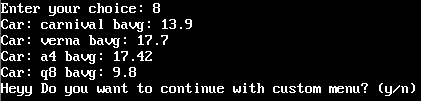 Enter your choice: 8
Car: carnival bavg: 13.9
Car: verna bavg: 17.7
Car: a4 bavg: 17.42
Car: q8 bavg: 9.8
Heyy Do you want to continue with custom menu? (y/n)